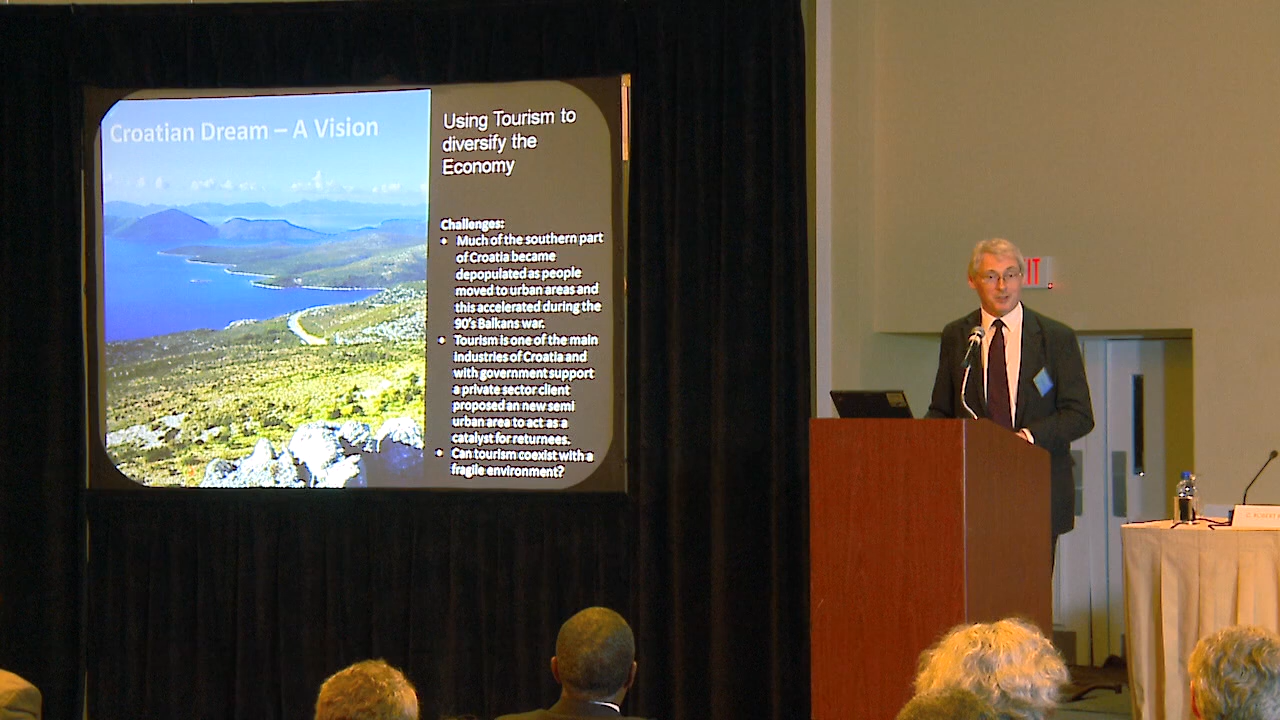 Croatian Dream – A Vision
Using Tourism to
diversify the
Economy
Challenges:
• Much of the southern part
of Croatia became
depopulated as people
moved to urban areas and
this accelerated during the
90's Balkans war.
• Tourism is one of the main
industries of Croatia and
with government support
a private sector client
proposed an new semi
urban area to act as a
catalyst for returnees.
• Can tourism coexist with a
fragile environment?
IT